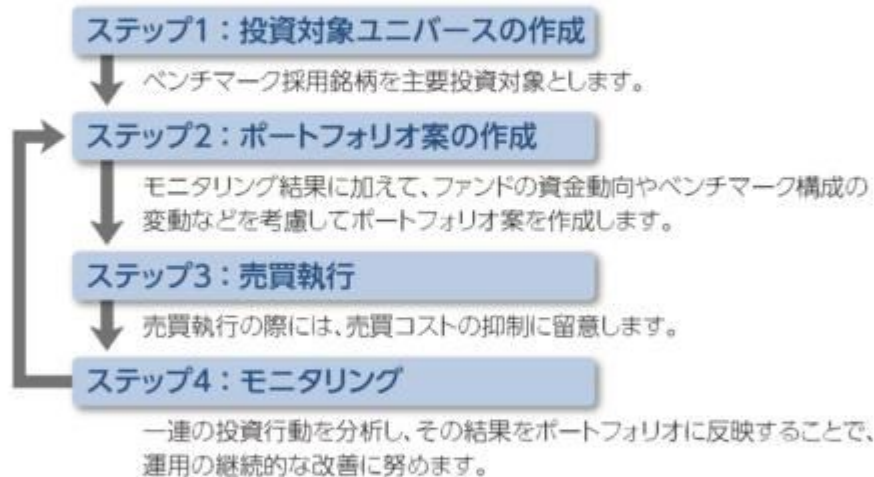 ステップ1:投資対象ユニバースの作成
ベンチマーク採用銘柄を主要投資対象とします。
ステップ2:ポートフォリオ案の作成
モニタリング結果に加えて、ファンドの資金動向やベンチマーク構成の
変動などを考慮してポートフォリオ案を作成します。
ステップ3:売買執行
売買執行の際には、売買コストの抑制に留意します。
ステップ4:モニタリング
一連の投資行動を分析し、その結果をポートフォリオに反映することで、
運用の継続的な改善に努めます。